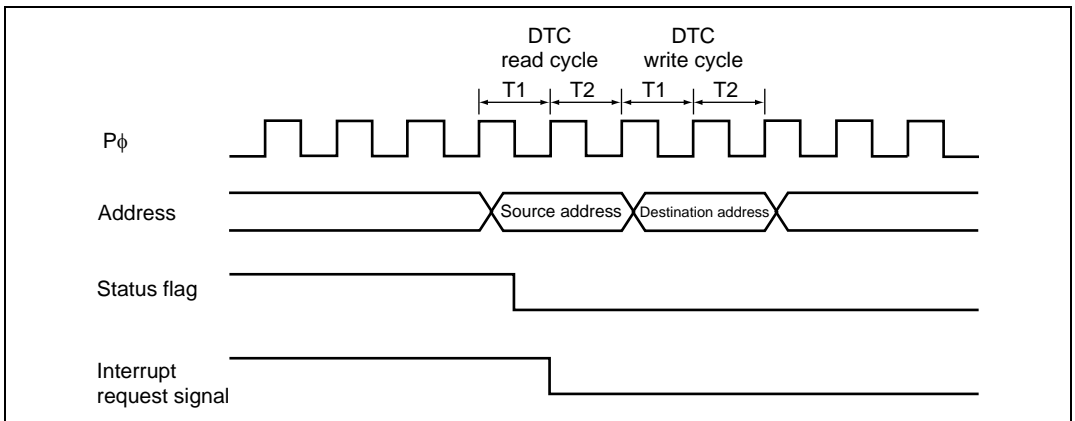 DTC
read cycle
DTC
write cycle
T1 T2 T1 T2
Pϕ
Address
Source address
Destination address
Status flag
Interrupt
request signal